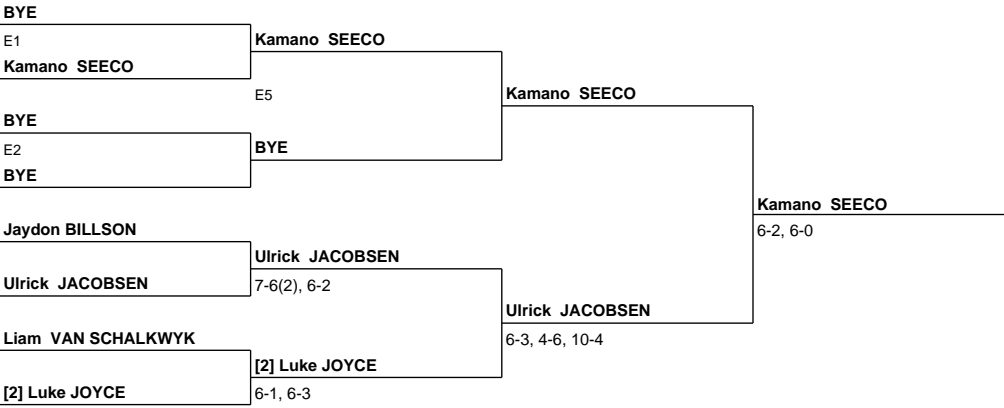 BYE
E1
Kamano SEECO
Kamano SEECO
E5
Kamano SEECO
BYE
E2
BYE
BYE
Kamano SEECO
6-2, 6-0
Jaydon BILLSON
Ulrick JACOBSEN
Ulrick JACOBSEN
7-6(2), 6-2
Ulrick JACOBSEN
6-3, 4-6, 10-4
Liam VAN SCHALKWYK
[2] Luke JOYCE
[2] Luke JOYCE
6-1, 6-3